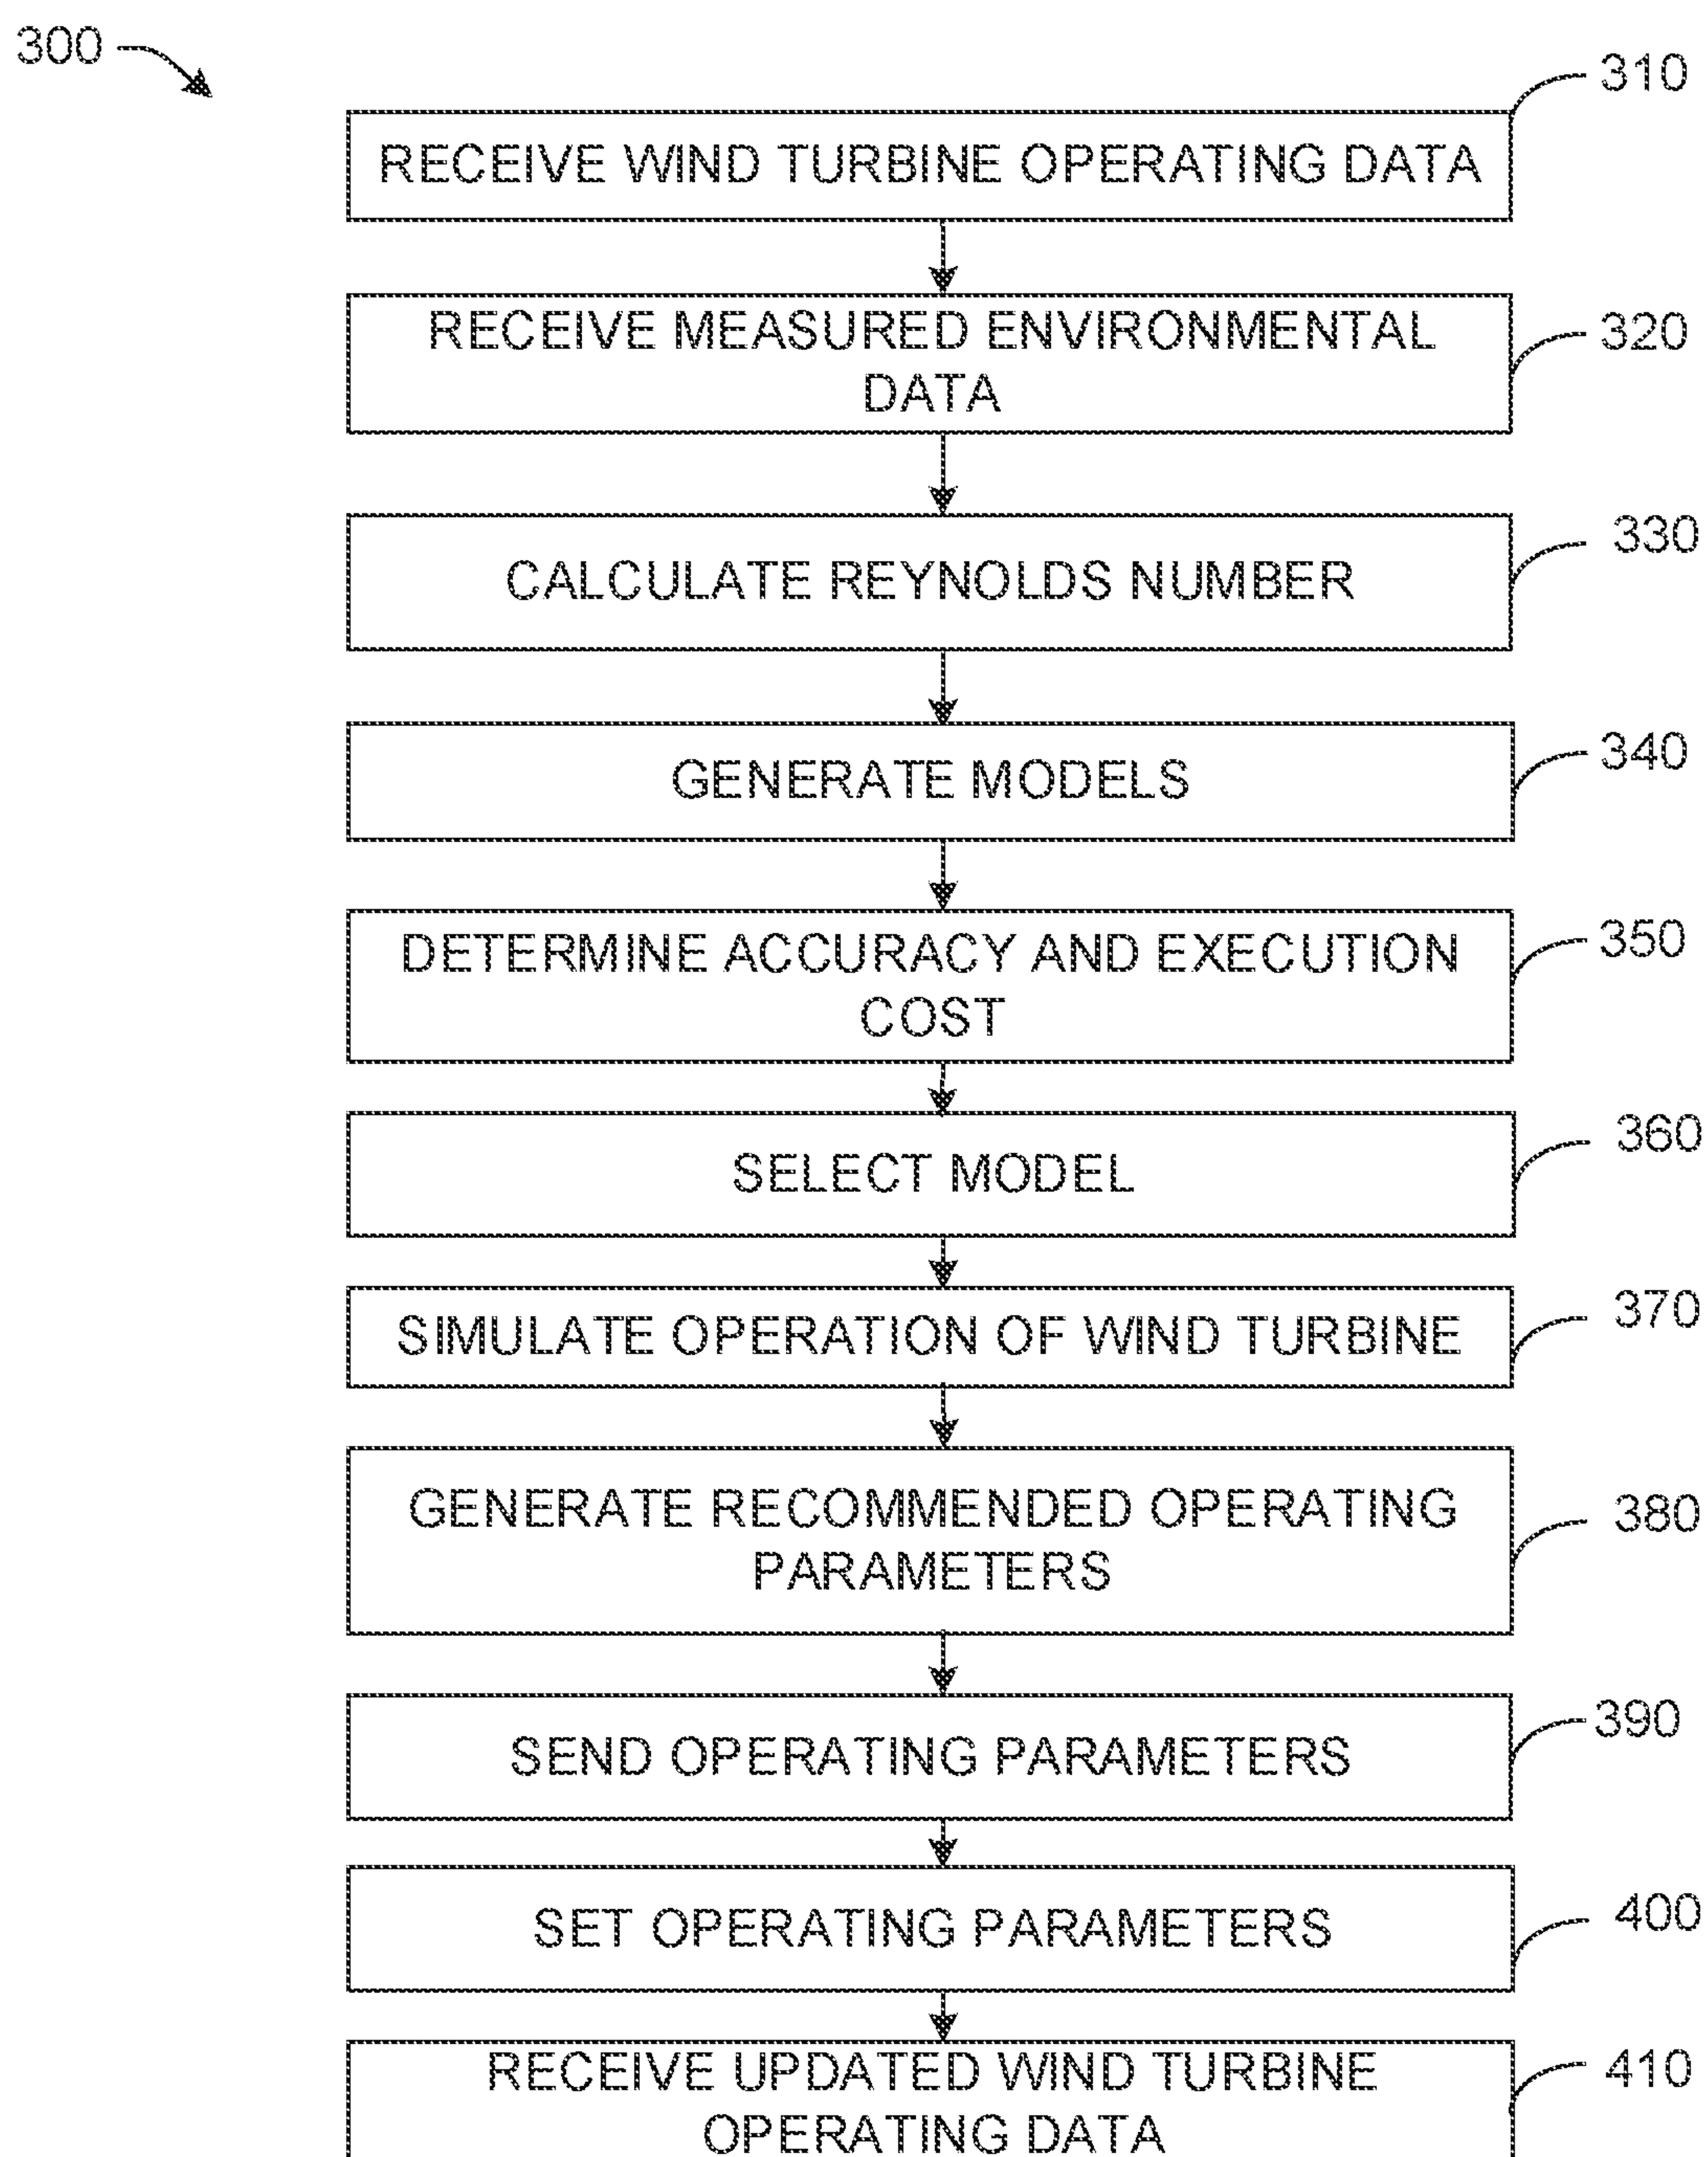 300
310
RECEIVE WIND TURBINE OPERATING DATA
RECEIVE MEASURED ENVIRONMENTAL
DATA
320
CALCULATE REYNOLDS NUMBER
330
GENERATE MODELS
340
DETERMINE ACCURACY AND EXECUTION
COST
350
SELECT MODEL
360
SIMULATE OPERATION OF WIND TURBINE
370
GENERATE RECOMMENDED OPERATING
PARAMETERS
380
SEND OPERATING PARAMETERS
390
SET OPERATING PARAMETERS
400
RECEIVE UPDATED WIND TURBINE
OPERATING DATA
410